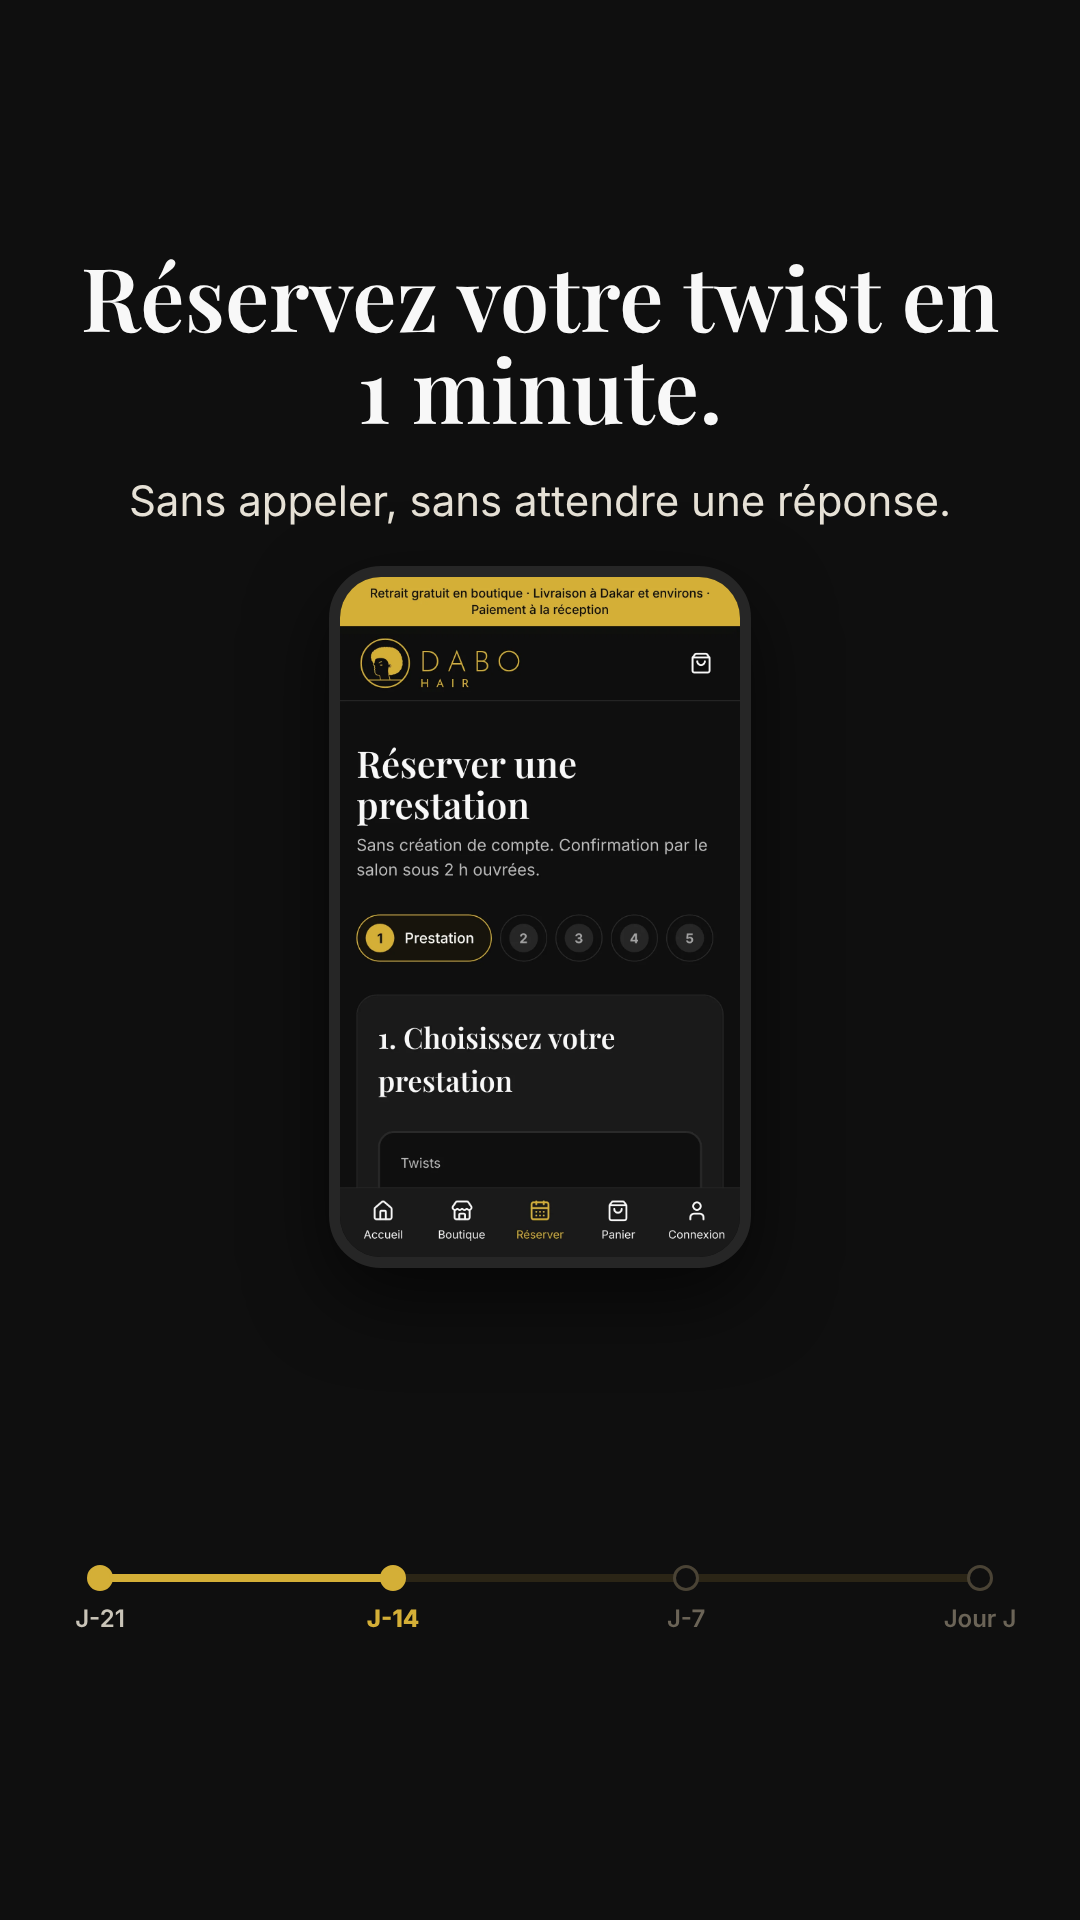 Réservez votre twist en
1 minute.
Sans appeler, sans attendre une réponse.
Retrait gratuit en boutique · Livraison à Dakar et environs ·
Paiement à la réception
DABO
HAIR
Réserver une
prestation
Sans création de compte. Confirmation par le
salon sous 2 h ouvrées.
1 Prestation 2 3 4 5
1. Choisissez votre
prestation
Twists
Accueil Boutique Réserver Panier Connexion
J-21 J-14 J-7 Jour J